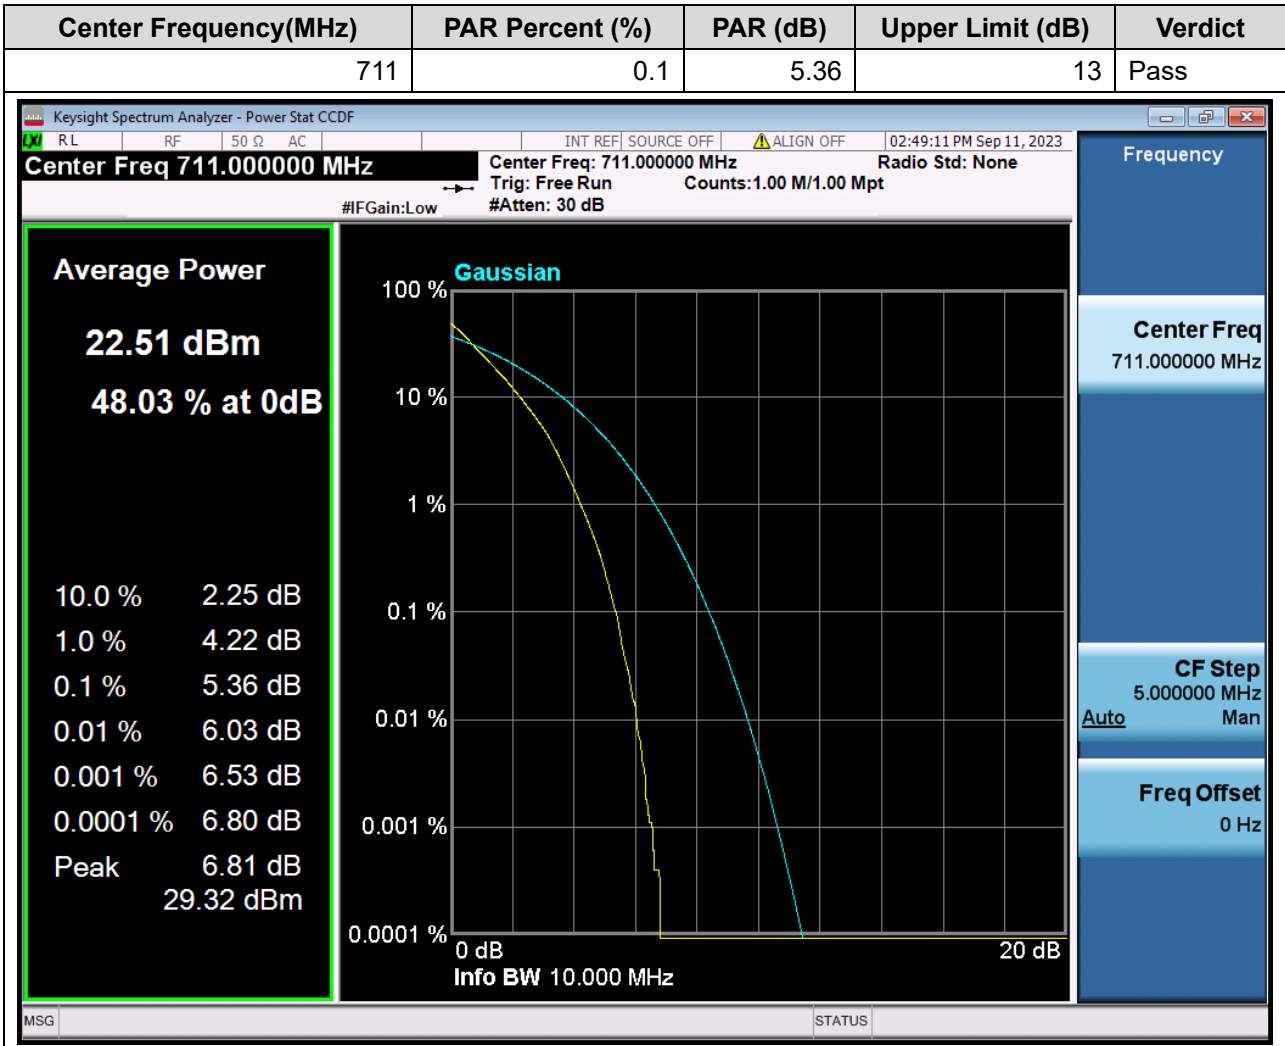 Center Frequency(MHz) PAR Percent (%) PAR (dB) Upper Limit (dB) Verdict
711 0.1 5.36 13 Pass
Keysight Spectrum Analyzer - Power Stat CCDF
LXI RL RF 50 Ω AC INT REF SOURCE OFF ALIGN OFF 02:49:11 PM Sep 11, 2023
Center Freq 711.000000 MHz
#IFGain:Low
Center Freq: 711.000000 MHz Radio Std: None
Trig: Free Run Counts:1.00 M/1.00 Mpt
#Atten: 30 dB
Average Power
22.51 dBm
48.03 % at 0dB
10.0 % 2.25 dB
1.0 % 4.22 dB
0.1 % 5.36 dB
0.01 % 6.03 dB
0.001 % 6.53 dB
0.0001 % 6.80 dB
Peak 6.81 dB
29.32 dBm
Gaussian
100 %
10 %
1 %
0.1 %
0.01 %
0.001 %
0.0001 %
0 dB 20 dB
Info BW 10.000 MHz
Frequency
Center Freq
711.000000 MHz
CF Step
5.000000 MHz
Auto Man
Freq Offset
0 Hz
MSG STATUS